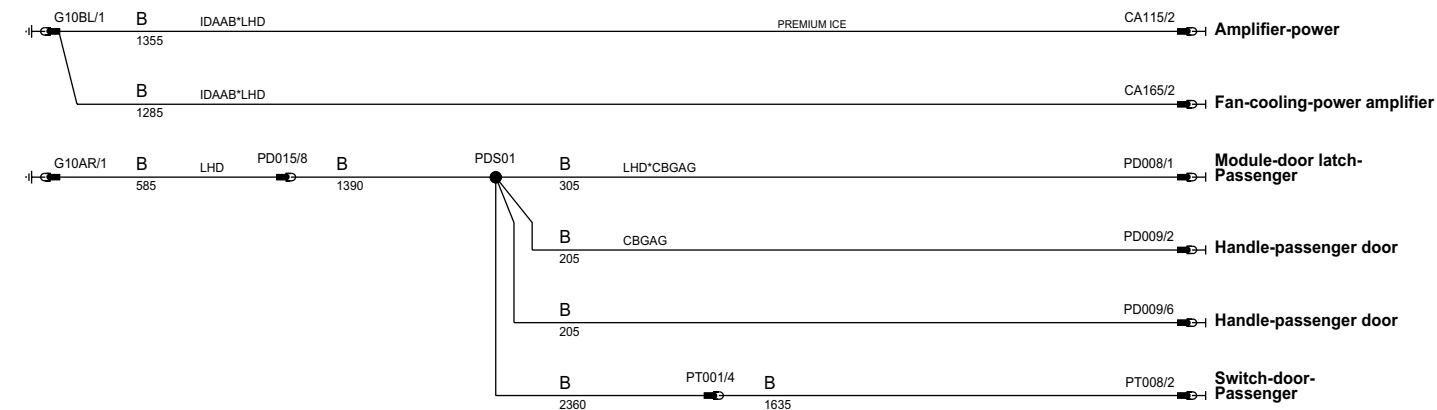 G10BL/1 B IDAAB*LHD PREMIUM ICE CA115/2 Amplifier-power
1355
B IDAAB*LHD CA165/2 Fan-cooling-power amplifier
1285
G10AR/1 B LHD PD015/8 B PDS01 B LHD*CBGAG PD008/1 Module-door latch-
Passenger
585 1390 305
B CBGAG PD009/2 Handle-passenger door
205
B PD009/6 Handle-passenger door
205
B PT001/4 B PT008/2 Switch-door-
Passenger
2360 1635